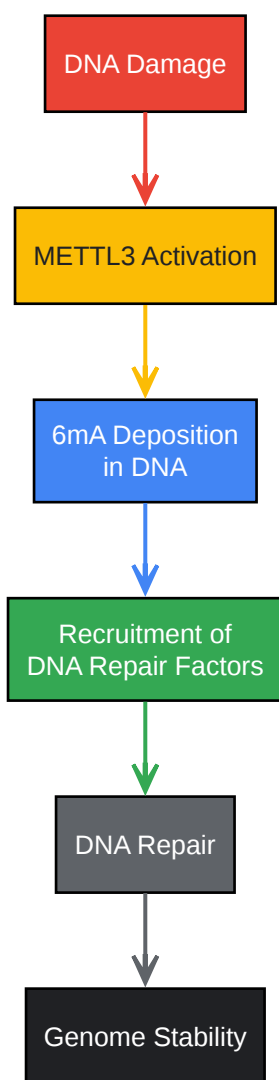 DNA Damage
METTL3 Activation
6mA Deposition
in DNA
Recruitment of
DNA Repair Factors
DNA Repair
Genome Stability